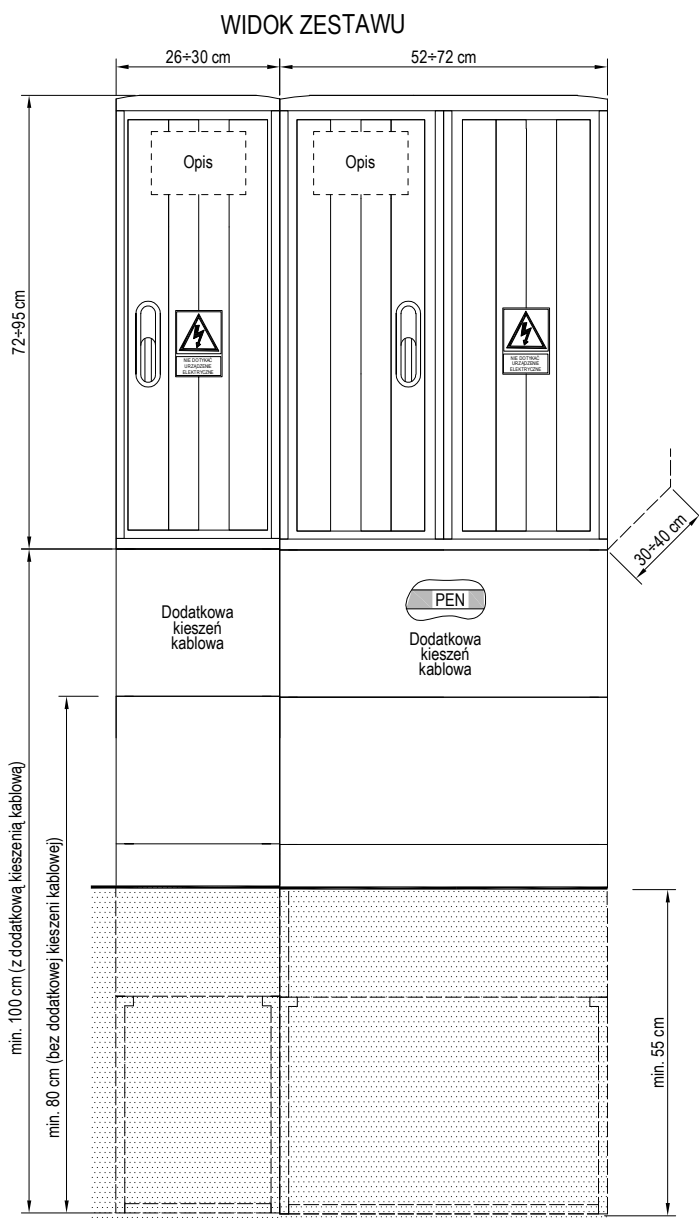 WIDOK ZESTAWU
26÷30 cm
52÷72 cm
72÷95 cm
Opis
Opis
NIE DOTYKAĆ
URZĄDZENIE
ELEKTRYCZNE
NIE DOTYKAĆ
URZĄDZENIE
ELEKTRYCZNE
30÷40 cm
Dodatkowa
kieszeń
kablowa
PEN
Dodatkowa
kieszeń
kablowa
min. 100 cm (z dodatkową kieszenią kablową)
min. 80 cm (bez dodatkowej kieszeni kablowej)
min. 55 cm